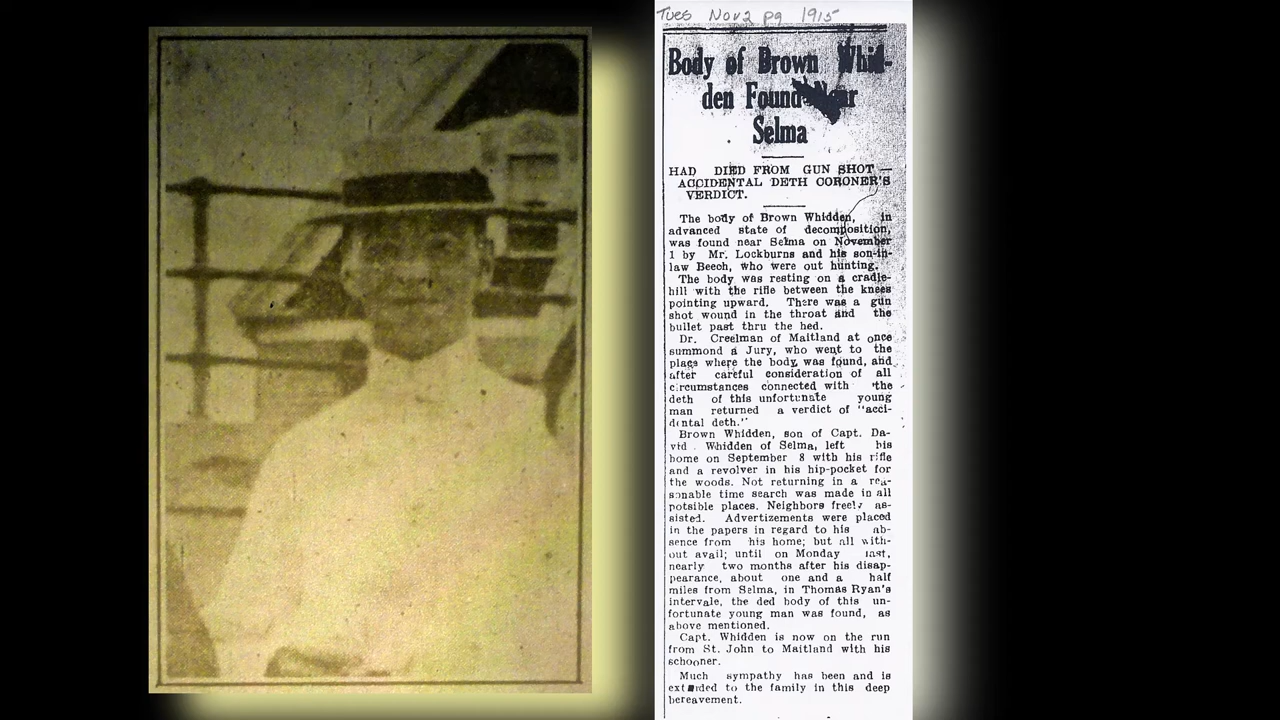 Tues Nov 2 pg 1915
Body of Brown Whid-
den Found Near
Selma
HAD DIED FROM GUN SHOT —
ACCIDENTAL DETH CORONER'S
VERDICT.
The body of Brown Whidden, in
advanced state of decomposition,
was found near Selma on November
1 by Mr. Lockburns and his son-in-
law Beech, who were out hunting.
The body was resting on a cradle-
hill with the rifle between the knees
pointing upward. There was a gun
shot wound in the throat and the
bullet past thru the hed.
Dr. Creelman of Maitland at once
summond a Jury, who went to the
place where the body was found, and
after careful consideration of all
circumstances connected with the
deth of this unfortunate young
man returned a verdict of "acci-
dental deth."
Brown Whidden, son of Capt. Da-
vid Whidden of Selma, left his
home on September 8 with his rifle
and a revolver in his hip-pocket for
the woods. Not returning in a rea-
sonable time search was made in all
potsible places. Neighbors freely as-
sisted. Advertizements were placed
in the papers in regard to his ab-
sence from his home; but all with-
out avail; until on Monday last,
nearly two months after his disap-
pearance, about one and a half
miles from Selma, in Thomas Ryan's
intervale, the ded body of this un-
fortunate young man was found, as
above mentioned.
Capt. Whidden is now on the run
from St. John to Maitland with his
schooner.
Much sympathy has been and is
extended to the family in this deep
bereavement.